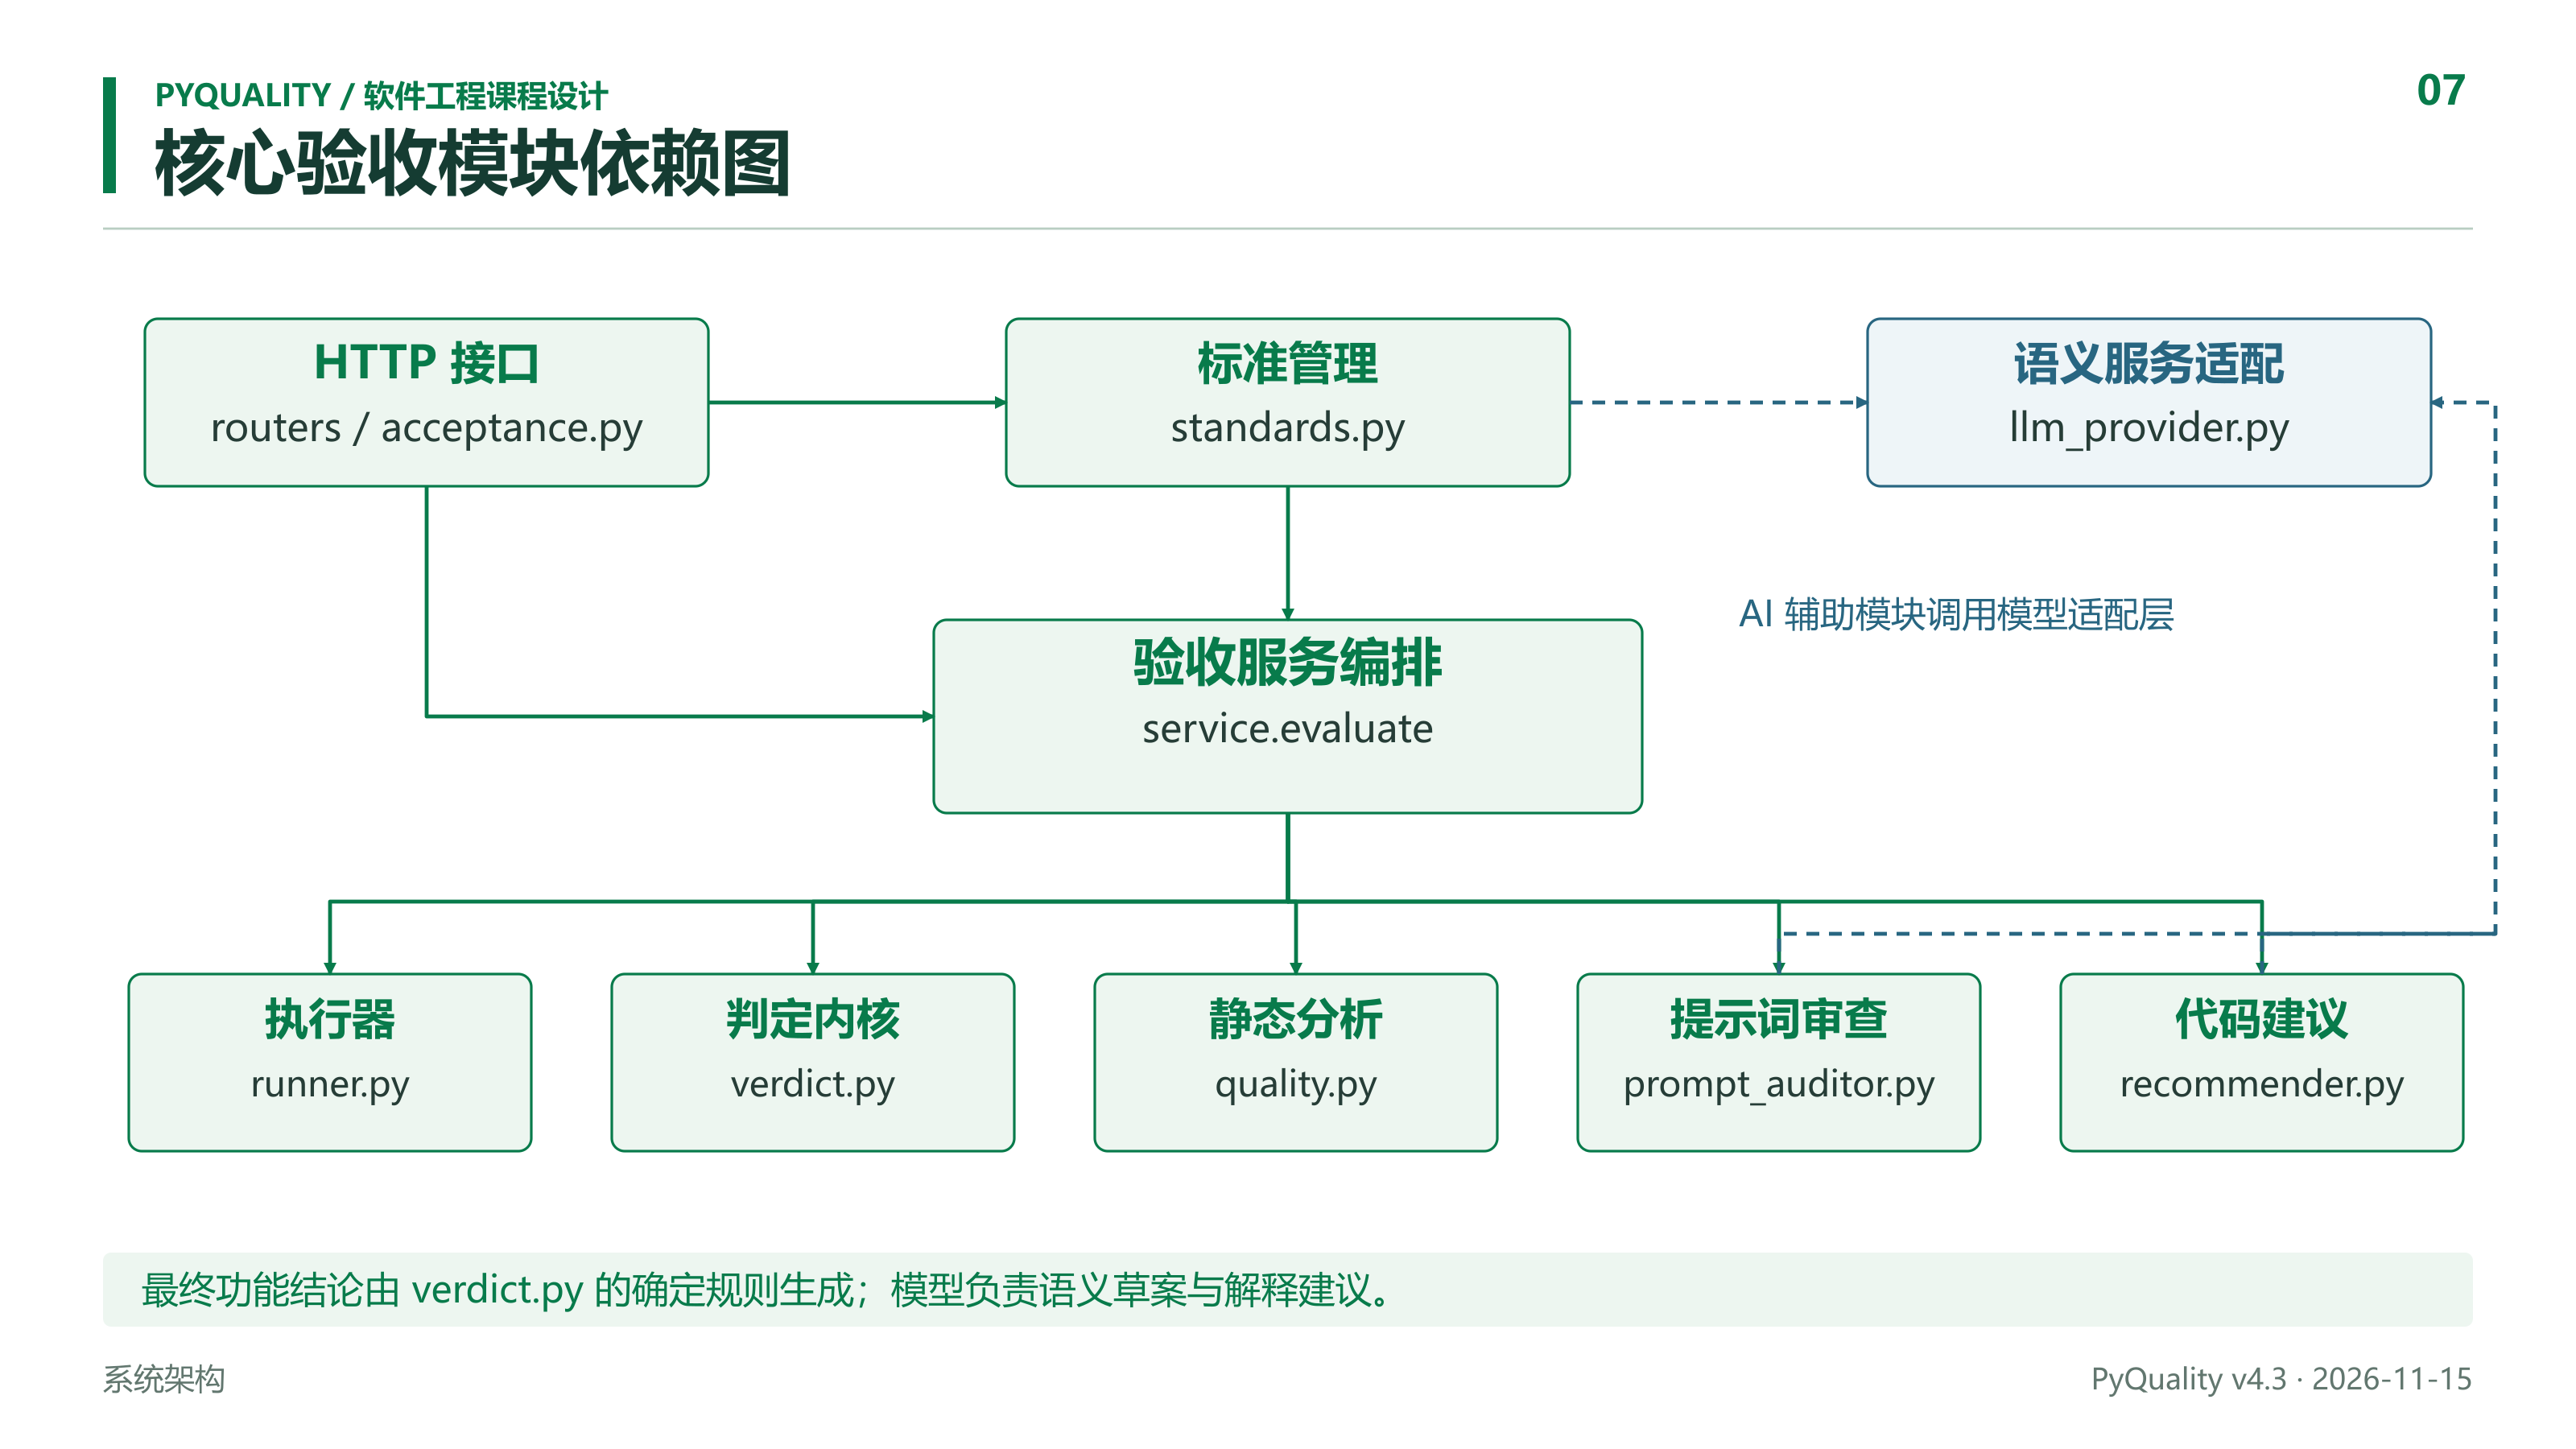 PYQUALITY / 软件工程课程设计
07
核心验收模块依赖图
HTTP 接口
routers / acceptance.py
标准管理
standards.py
语义服务适配
llm_provider.py
AI 辅助模块调用模型适配层
验收服务编排
service.evaluate
执行器
runner.py
判定内核
verdict.py
静态分析
quality.py
提示词审查
prompt_auditor.py
代码建议
recommender.py
最终功能结论由 verdict.py 的确定规则生成；模型负责语义草案与解释建议。
系统架构
PyQuality v4.3 · 2026-11-15